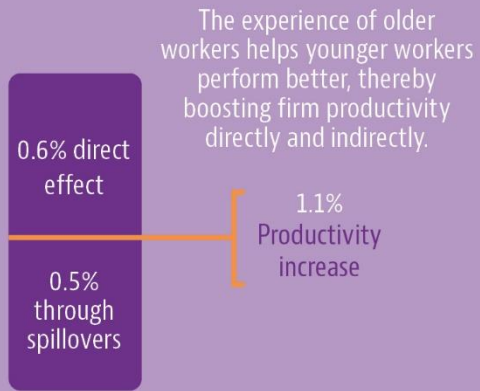 The experience of older
workers helps younger workers
perform better, thereby
boosting firm productivity
directly and indirectly.
0.6% direct
effect
0.5%
through
spillovers
1.1%
Productivity
increase